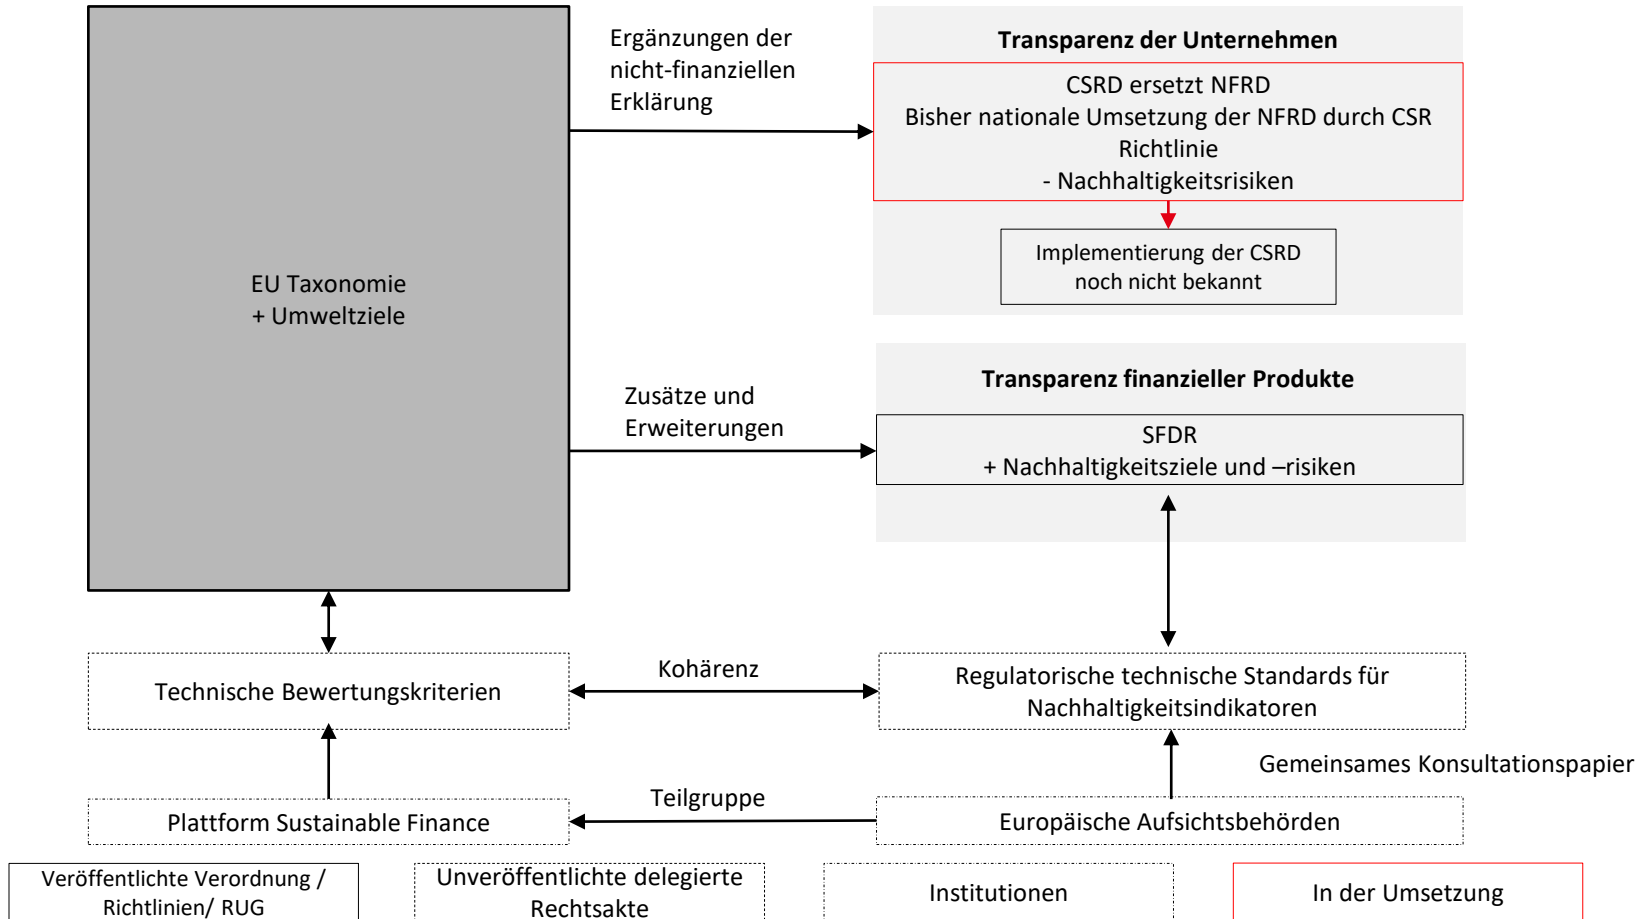 Ergänzungen der
nicht-finanziellen
Erklärung
Transparenz der Unternehmen
CSRD ersetzt NFRD
Bisher nationale Umsetzung der NFRD durch CSR
Richtlinie
- Nachhaltigkeitsrisiken
Implementierung der CSRD
noch nicht bekannt
EU Taxonomie
+ Umweltziele
Zusätze und
Erweiterungen
Transparenz finanzieller Produkte
SFDR
+ Nachhaltigkeitsziele und –risiken
Technische Bewertungskriterien
Kohärenz
Regulatorische technische Standards für
Nachhaltigkeitsindikatoren
Gemeinsames Konsultationspapier
Plattform Sustainable Finance
Teilgruppe
Europäische Aufsichtsbehörden
Veröffentlichte Verordnung /
Richtlinien/ RUG
Unveröffentlichte delegierte
Rechtsakte
Institutionen
In der Umsetzung